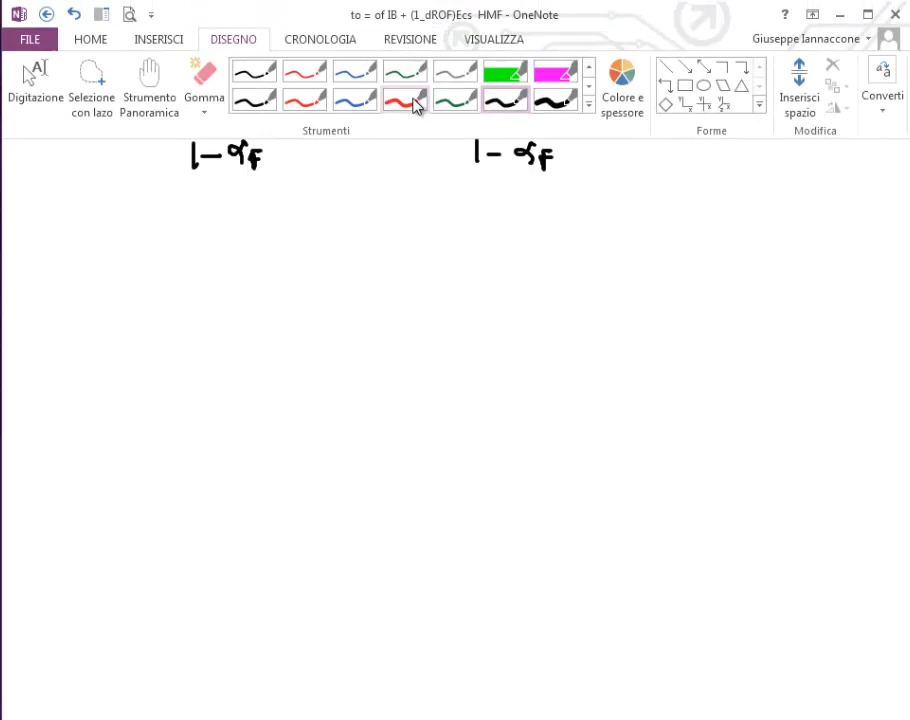 to = of IB + (1_dROF)Ecs HMF - OneNote
FILE HOME INSERISCI DISEGNO CRONOLOGIA REVISIONE VISUALIZZA Giuseppe Iannaccone
Digitazione Selezione con lazo Strumento Panoramica Gomma Colore e spessore Inserisci spazio Converti
Strumenti Forme Modifica
1 - αF 1 - αF